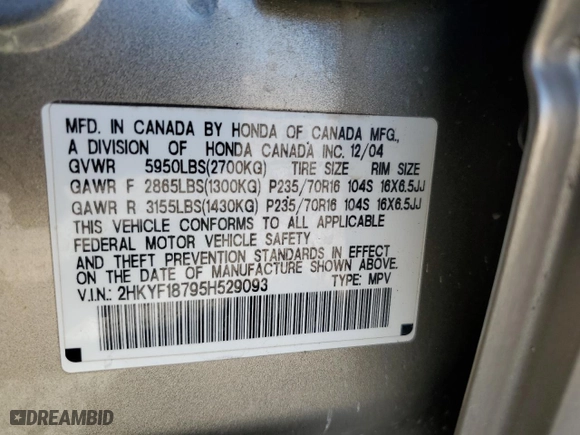 MFD. IN CANADA BY HONDA OF CANADA MFG.,
A DIVISION OF HONDA CANADA INC. 12/04
GVWR 5950LBS(2700KG) TIRE SIZE RIM SIZE
GAWR F 2865LBS(1300KG) P235/70R16 104S 16X6.5JJ
GAWR R 3155LBS(1430KG) P235/70R16 104S 16X6.5JJ
THIS VEHICLE CONFORMS TO ALL APPLICABLE
FEDERAL MOTOR VEHICLE SAFETY
AND THEFT PREVENTION STANDARDS IN EFFECT
ON THE DATE OF MANUFACTURE SHOWN ABOVE.
V.I.N.: 2HKYF18795H529093 TYPE: MPV
DREAMBID